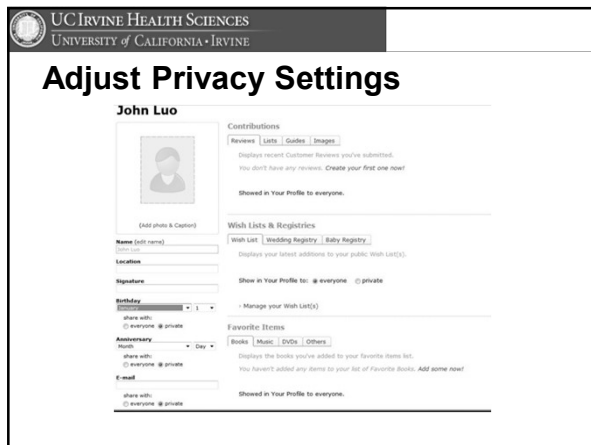 UC IRVINE HEALTH SCIENCES
UNIVERSITY of CALIFORNIA • IRVINE
Adjust Privacy Settings
John Luo
(Add photo & Caption)
Name (edit name)
John Luo
Location
Signature
Birthday
January 1
share with:
everyone private
Anniversary
Month Day
share with:
everyone private
E-mail
share with:
everyone private
Contributions
Reviews Lists Guides Images
Displays recent Customer Reviews you've submitted.
You don't have any reviews. Create your first one now!
Showed in Your Profile to everyone.
Wish Lists & Registries
Wish List Wedding Registry Baby Registry
Displays your latest additions to your public Wish List(s).
Show in Your Profile to: everyone private
- Manage your Wish List(s)
Favorite Items
Books Music DVDs Others
Displays the books you've added to your favorite items list.
You haven't added any items to your list of Favorite Books. Add some now!
Showed in Your Profile to everyone.